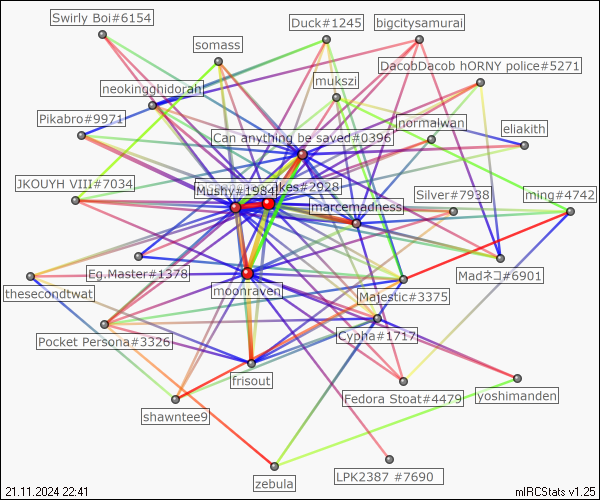 Swirly Boi#6154
Duck#1245
bigcitysamurai
somass
DacobDacob hORNY police#5271
mukszi
neokingghidorah
Pikabro#9971
normalwan
eliakith
Can anything be saved#0396
JKOUYH VIII#7034
Mushy#1984
kes#2928
Silver#7938
ming#4742
marcemadness
Eg.Master#1378
Madネコ#6901
thesecondtwat
moonraven
Majestic#3375
Pocket Persona#3326
Cypha#1717
frisout
Fedora Stoat#4479
yoshimanden
shawntee9
zebula
LPK2387 #7690
21.11.2024 22:41
mIRCStats v1.25